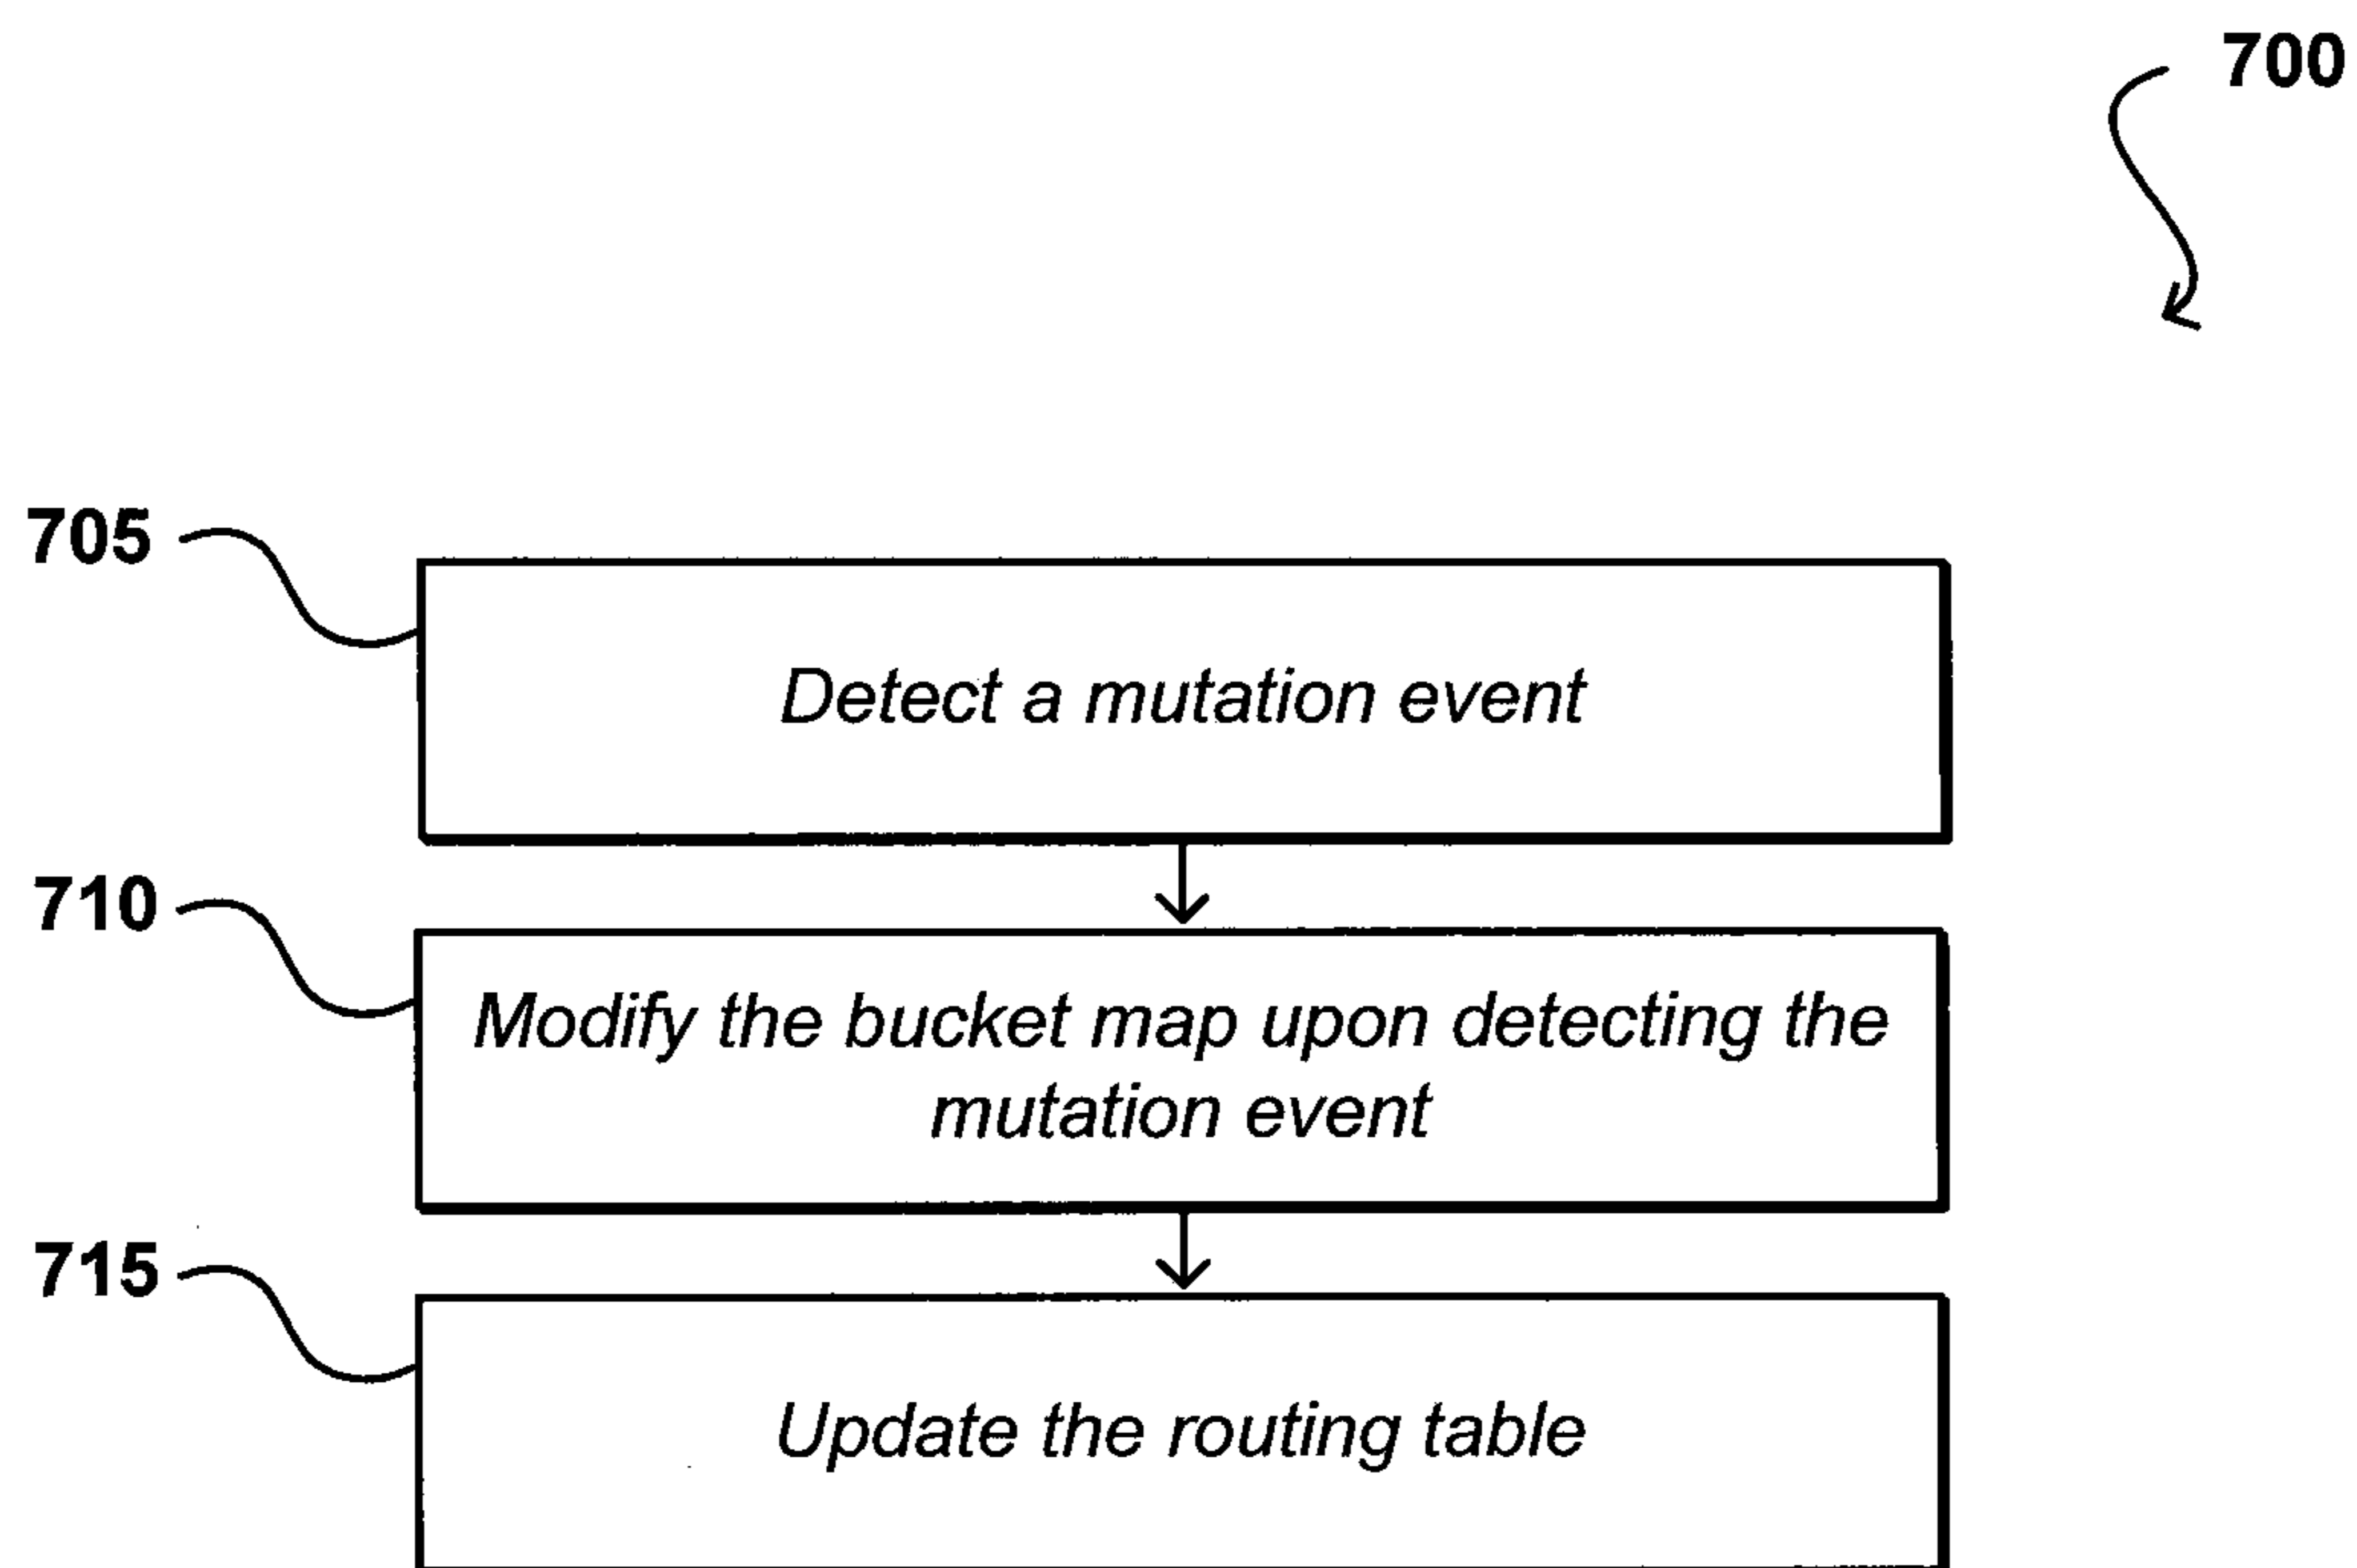 700
705
Detect a mutation event
710
Modify the bucket map upon detecting the
mutation event
715
Update the routing table